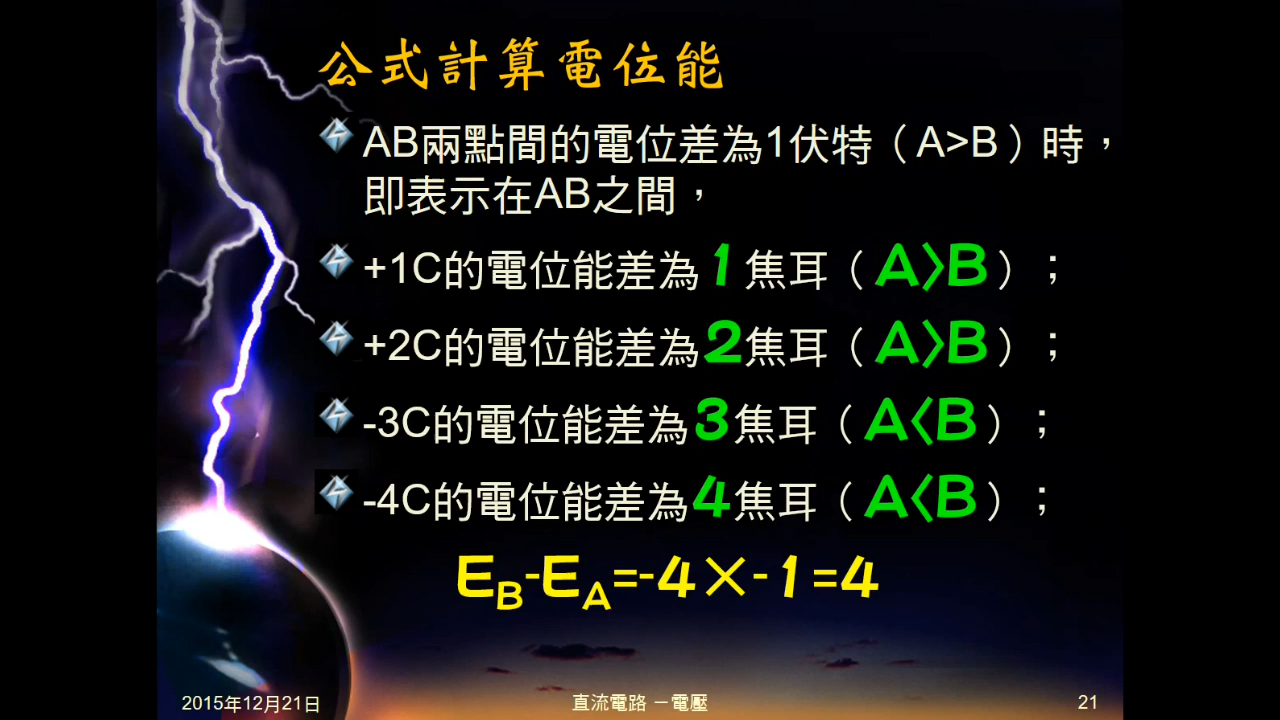 公式計算電位能
AB兩點間的電位差為1伏特（A>B）時，
即表示在AB之間，
+1C的電位能差為1焦耳（A>B）；
+2C的電位能差為2焦耳（A>B）；
-3C的電位能差為3焦耳（A<B）；
-4C的電位能差為4焦耳（A<B）；
EB-EA=-4×-1=4
2015年12月21日
直流電路－電壓
21